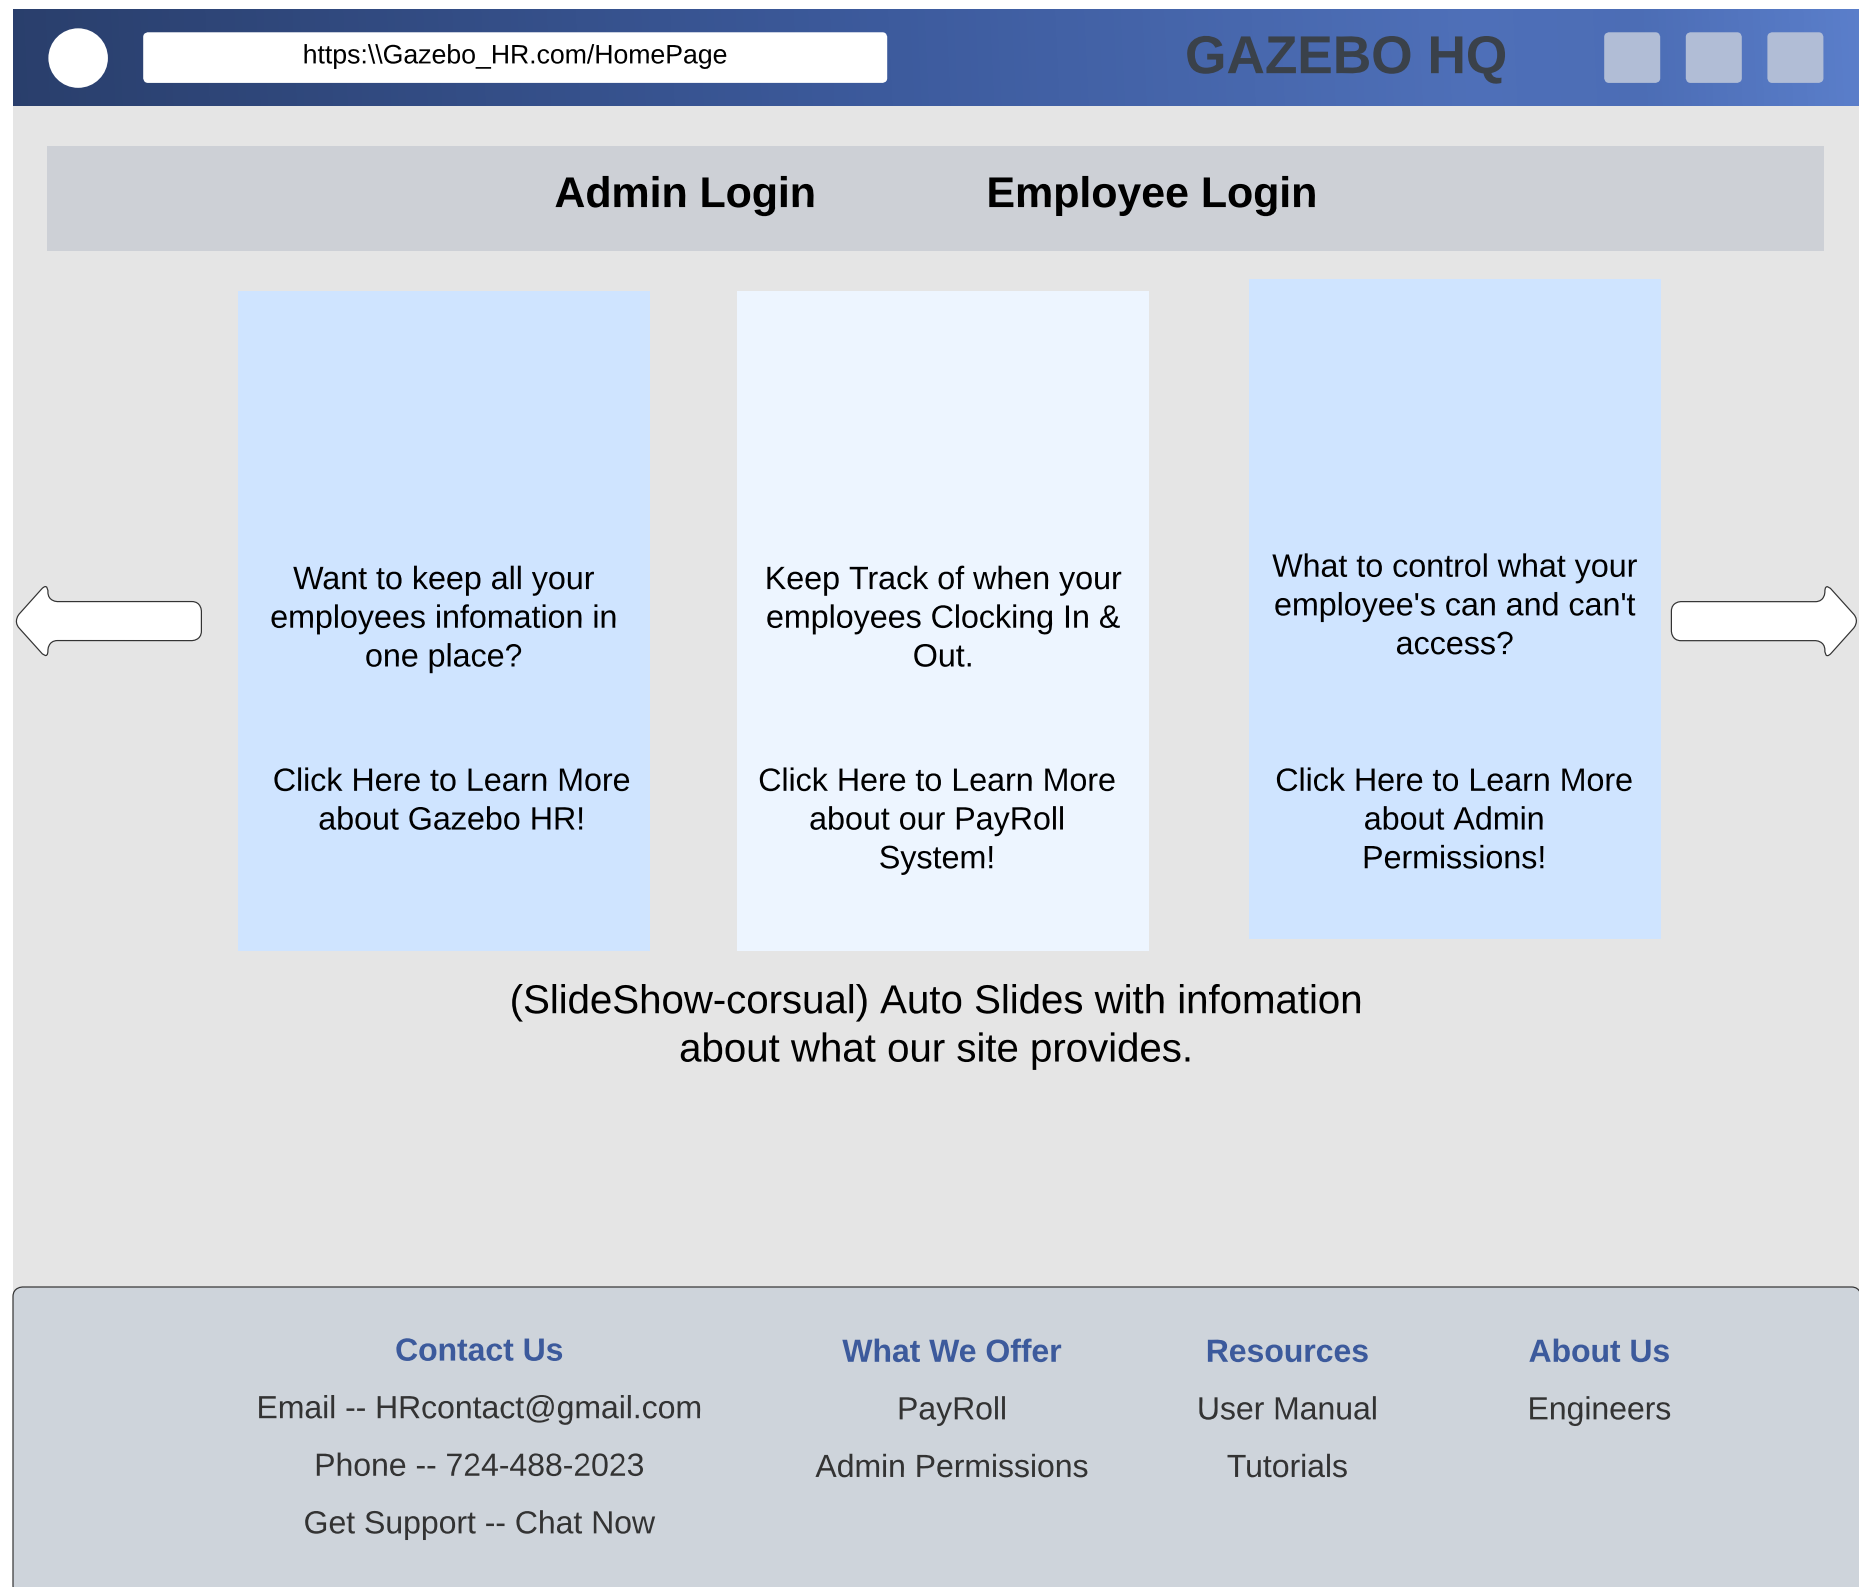 https:\\Gazebo_HR.com/HomePage
GAZEBO HQ
Admin Login
Employee Login
Want to keep all your
employees infomation in
one place?
Click Here to Learn More
about Gazebo HR!
Keep Track of when your
employees Clocking In &
Out.
Click Here to Learn More
about our PayRoll
System!
What to control what your
employee's can and can't
access?
Click Here to Learn More
about Admin
Permissions!
(SlideShow-corsual) Auto Slides with infomation
about what our site provides.
Contact Us
Email -- HRcontact@gmail.com
Phone -- 724-488-2023
Get Support -- Chat Now
What We Offer
PayRoll
Admin Permissions
Resources
User Manual
Tutorials
About Us
Engineers